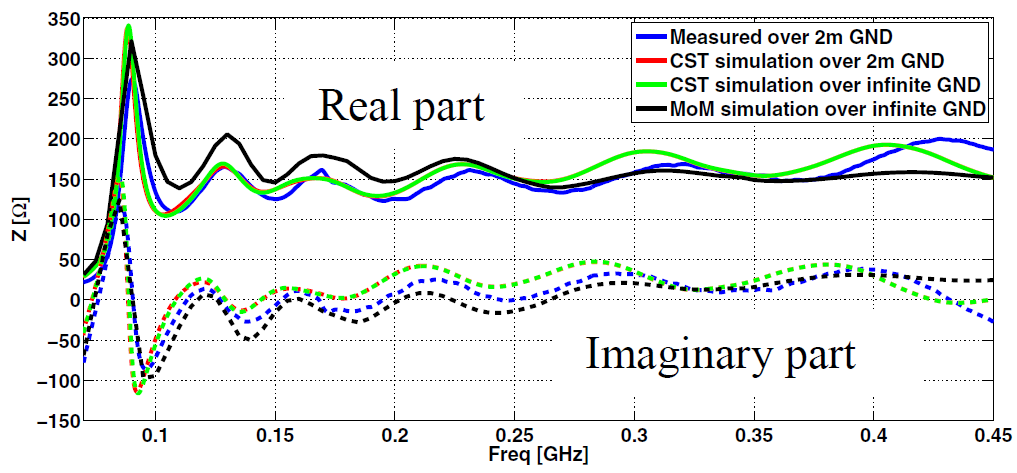 350
300
250
200
150
100
50
0
−50
−100
−150
Z [Ω]
Measured over 2m GND
CST simulation over 2m GND
CST simulation over infinite GND
MoM simulation over infinite GND
Real part
Imaginary part
0.1 0.15 0.2 0.25 0.3 0.35 0.4 0.45
Freq [GHz]